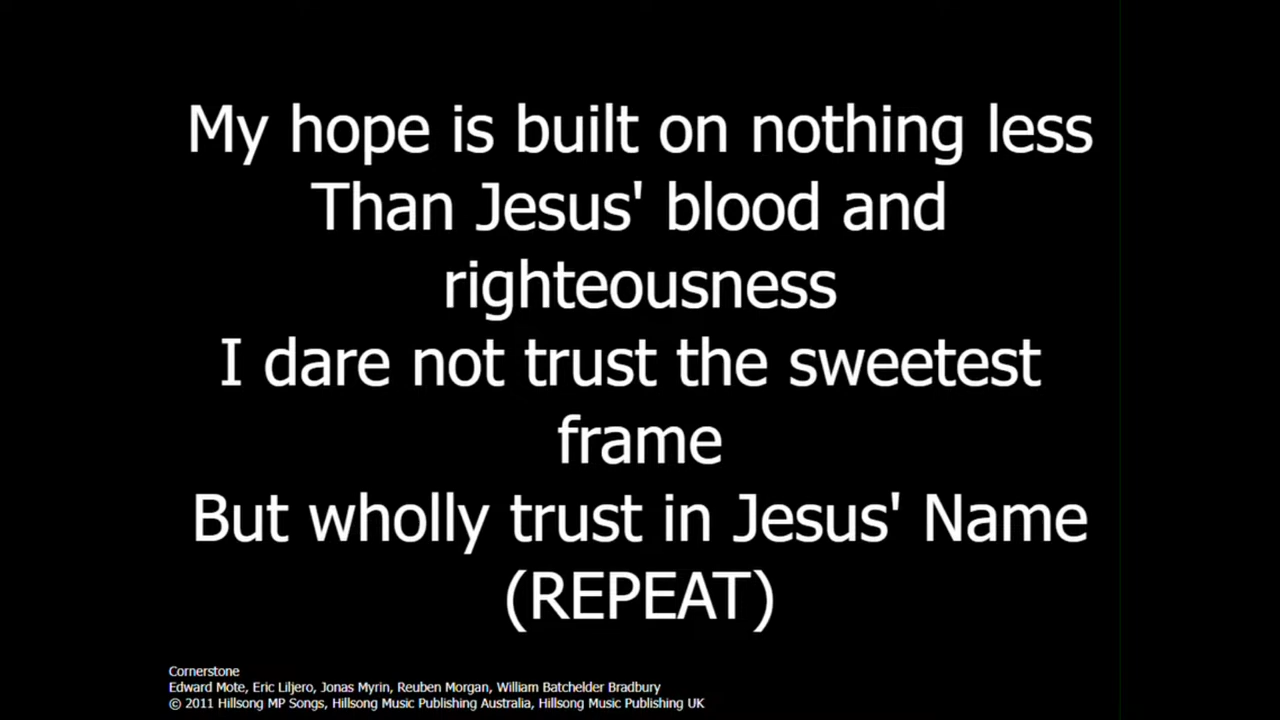 My hope is built on nothing less
Than Jesus' blood and
righteousness
I dare not trust the sweetest
frame
But wholly trust in Jesus' Name
(REPEAT)
Cornerstone
Edward Mote, Eric Liljero, Jonas Myrin, Reuben Morgan, William Batchelder Bradbury
© 2011 Hillsong MP Songs, Hillsong Music Publishing Australia, Hillsong Music Publishing UK